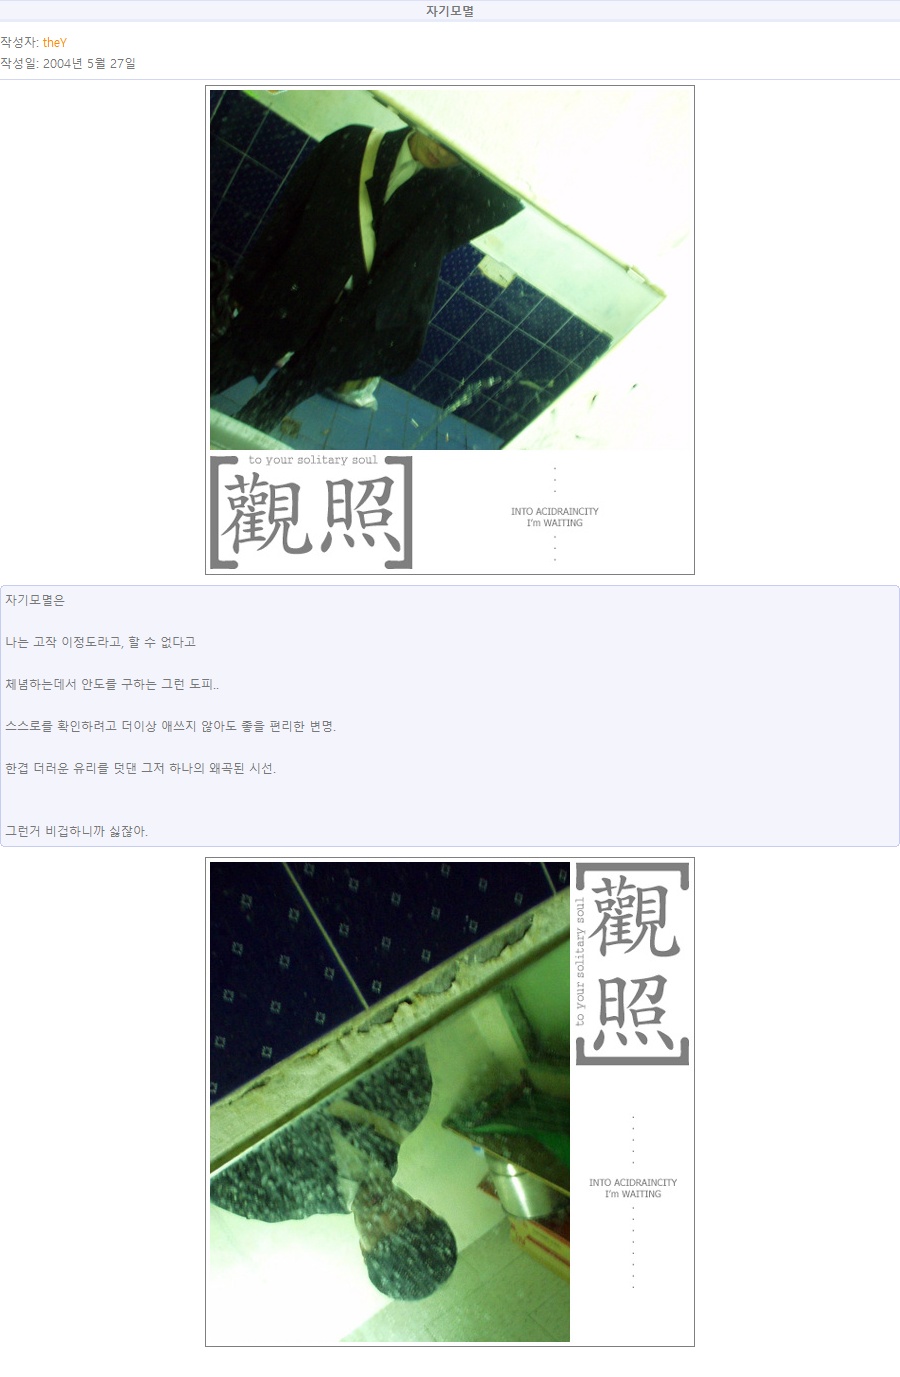 자기모멸
작성자: theY
작성일: 2004년 5월 27일
to your solitary soul
觀照
INTO ACIDRAINCITY
I'm WAITING
자기모멸은
나는 고작 이정도라고, 할 수 없다고
체념하는데서 안도를 구하는 그런 도피..
스스로를 확인하려고 더이상 애쓰지 않아도 좋을 편리한 변명.
한겹 더러운 유리를 덧댄 그저 하나의 왜곡된 시선.
그런거 비겁하니까 싫잖아.
to your solitary soul
觀照
INTO ACIDRAINCITY
I'm WAITING